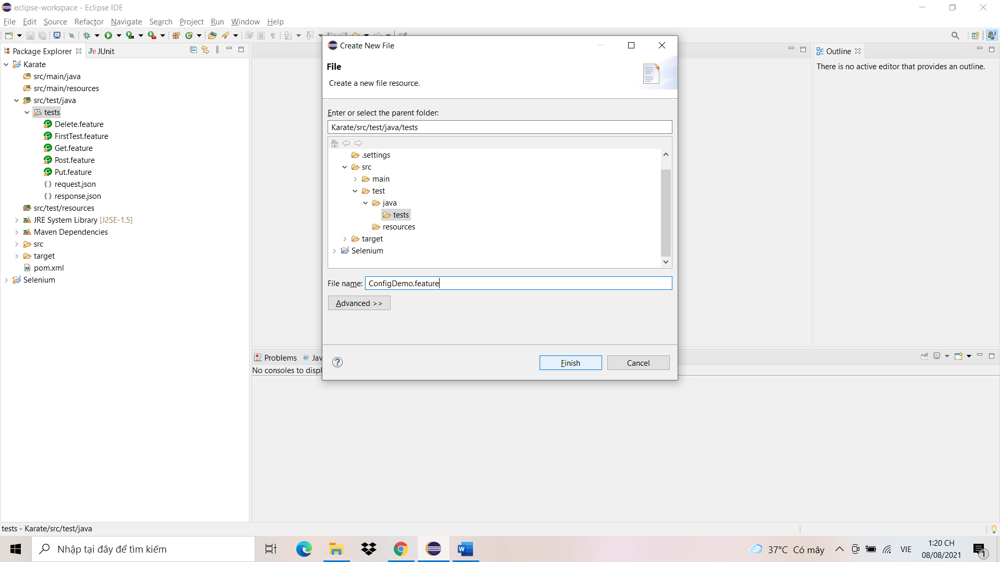 eclipse-workspace - Eclipse IDE
File Edit Source Refactor Navigate Search Project Run Window Help
Package Explorer
JUnit
Karate
src/main/java
src/main/resources
src/test/java
tests
Delete.feature
FirstTest.feature
Get.feature
Post.feature
Put.feature
request.json
response.json
src/test/resources
JRE System Library [J2SE-1.5]
Maven Dependencies
src
target
pom.xml
Selenium
Create New File
File
Create a new file resource.
Enter or select the parent folder:
Karate/src/test/java/tests
.settings
src
main
test
java
tests
resources
target
Selenium
File name: ConfigDemo.feature
Advanced >>
Finish
Cancel
Outline
There is no active editor that provides an outline.
Problems @ Jav
No consoles to displ
tests - Karate/src/test/java
Nhập tại đây để tìm kiếm
37°C Có mây
VIE
1:20 CH
08/08/2021
1